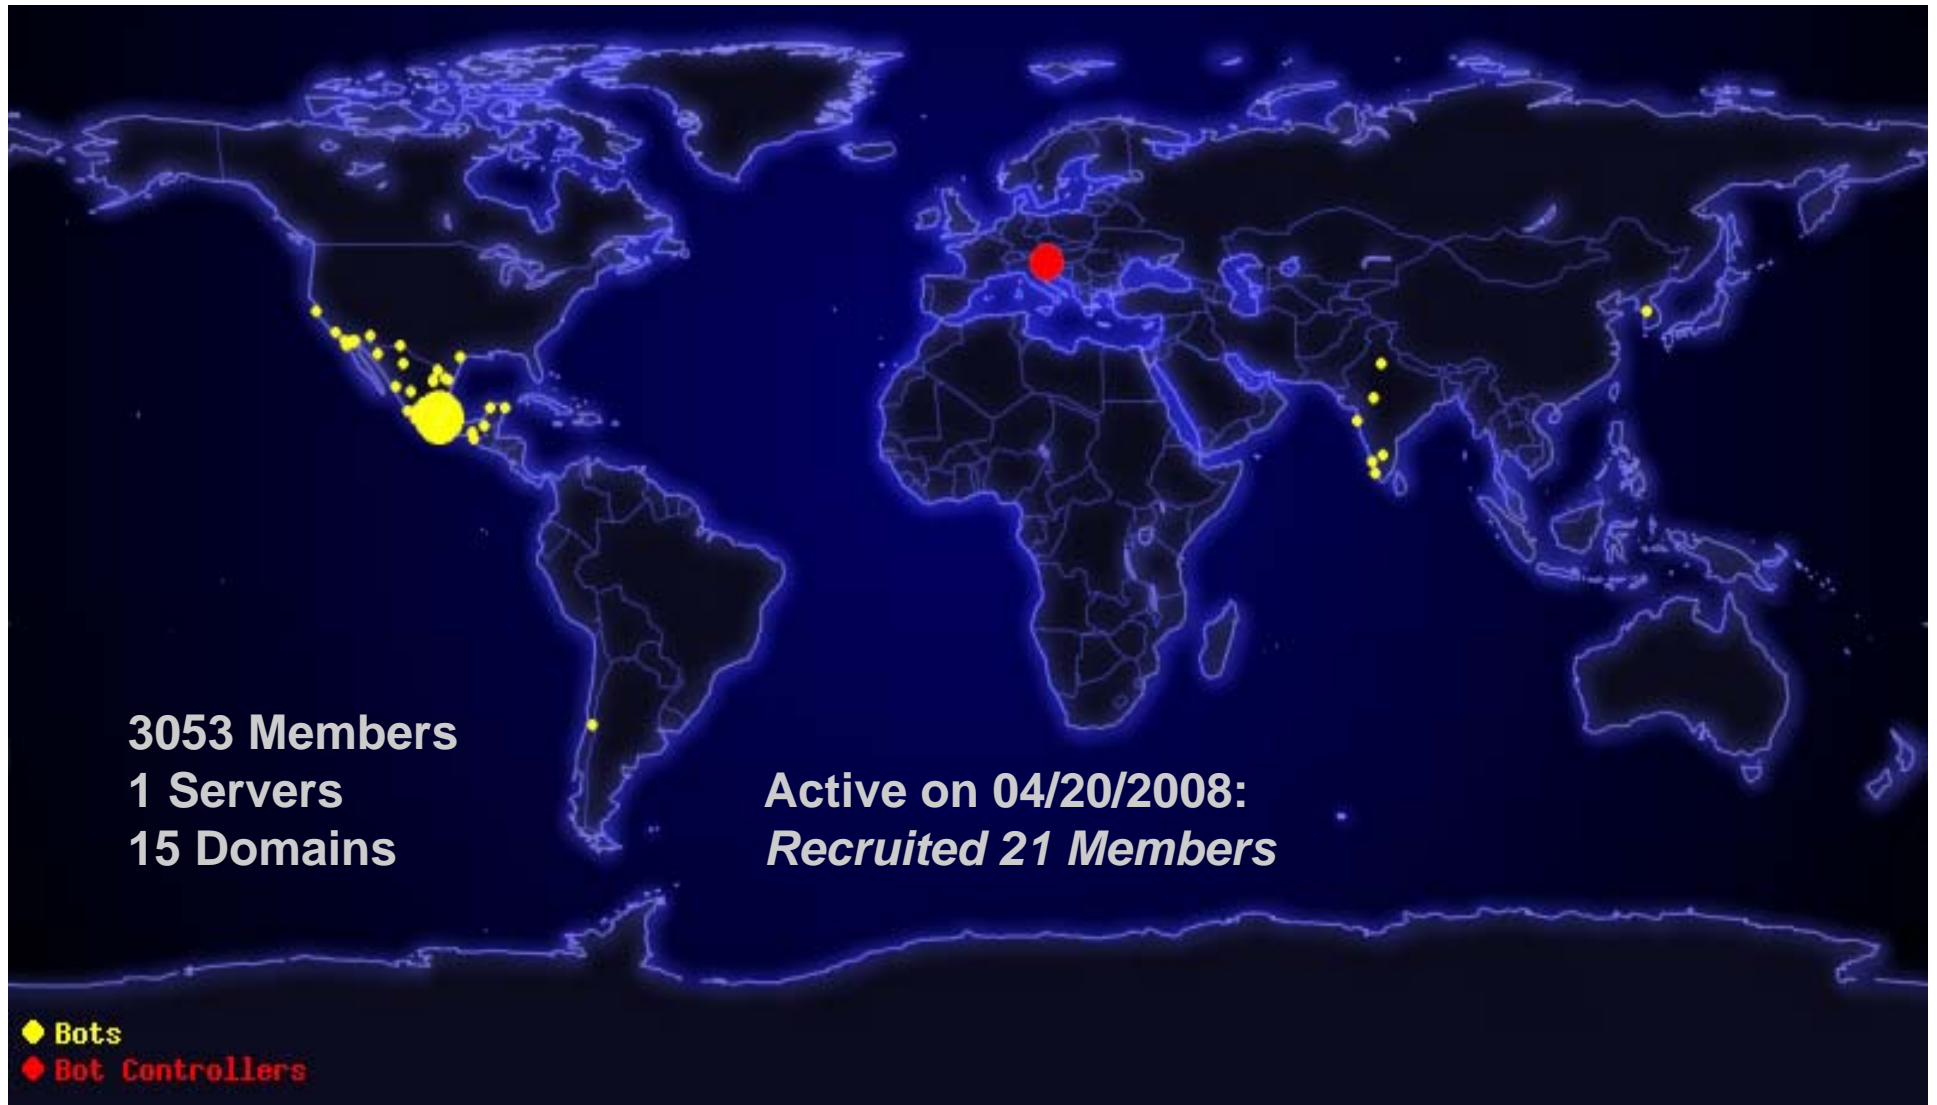 3053 Members
1 Servers
15 Domains
Active on 04/20/2008:
Recruited 21 Members
Bots
Bot Controllers